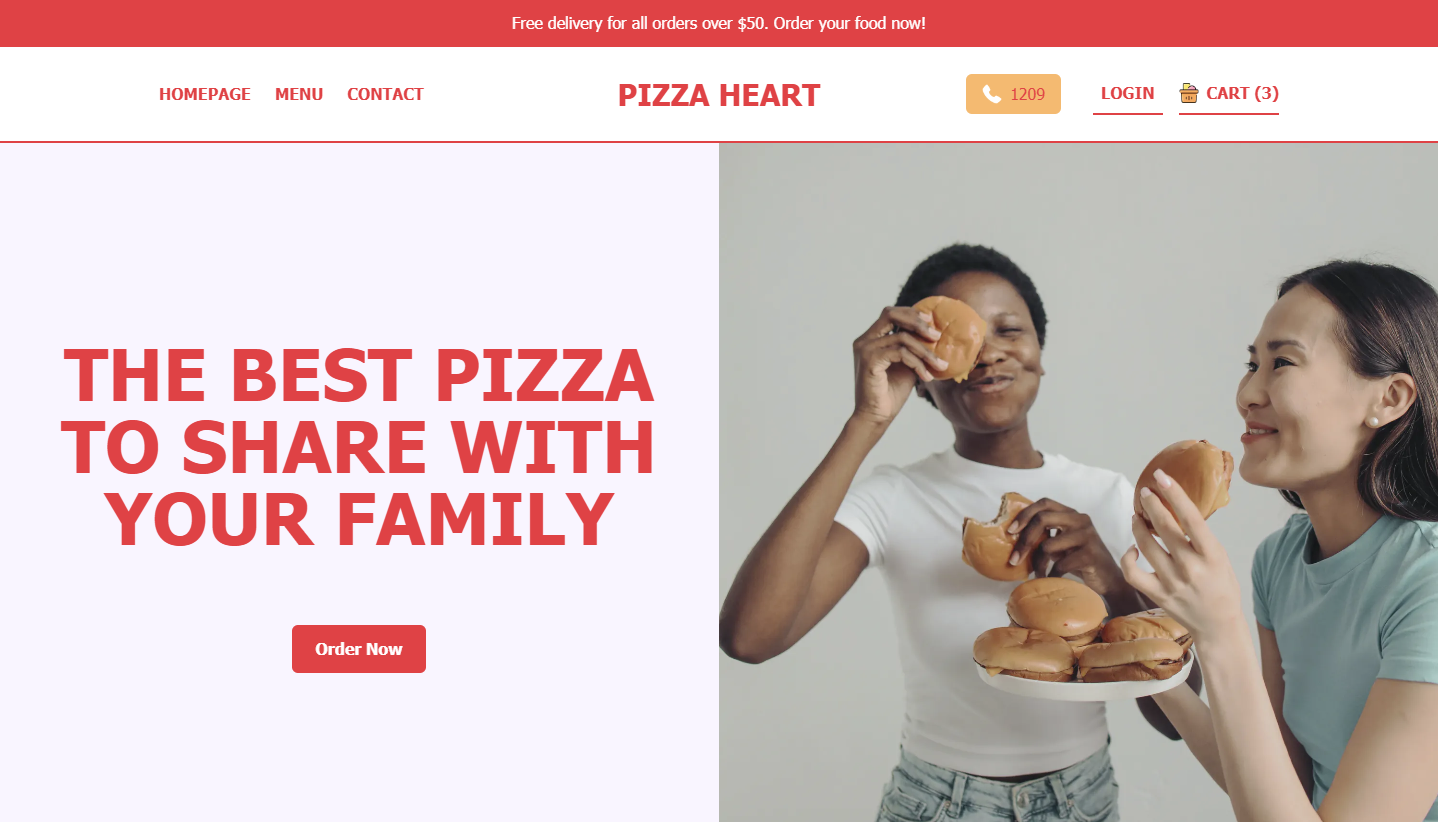 Free delivery for all orders over $50. Order your food now!
HOMEPAGE MENU CONTACT PIZZA HEART 1209 LOGIN CART (3)
THE BEST PIZZA
TO SHARE WITH
YOUR FAMILY
Order Now